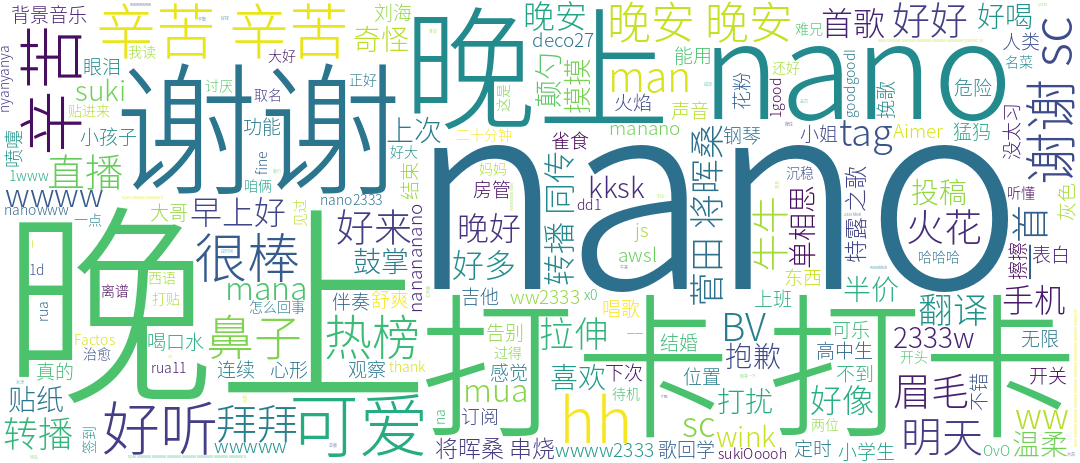 背景音乐
辛苦 辛苦
晚上
刘海
奇怪
晚安
deco27
晚安 晚安
首歌
好好
好喝
sc
nyanyanya
辛苦
眼泪
我读
大好
讨厌
正好
颠勺
摸摸
man
能用
nano
人类
名菜
难兄
还好
suki
贴进来
取名
谢谢
这是
火焰
声音
花粉
1good
goodgoodl
挽歌
危险
没太习
谢谢
喷嚏
小孩子
功能
上次
二十分钟
雀食
manano
钢琴
小姐
tag
Aimer
猛犸
1www
直播
fine
咱俩
好大
结束
妈妈
房管
同传
将晖桑
沉稳
听懂
wwww
nanowww
一点
大哥
早上好
见过
nano2333
好来
nanananano
晚好
转播
dd1
kksk
牛牛
单相思
特露之歌
投稿
灰色
首
晚上
1d
西语
很棒
鼓掌
好多
awsl
js
菅田
火花
哈哈哈
擦擦
表白
离谱
打贴
mana
伴奏
舒爽
吉他
ww2333
x0
唱歌
东西
上班
半价
手机
rua
怎么回事
nano
翻译
Factos
治愈
喝口水
鼻子
热榜
打卡
告别
拉伸
结婚
BV
打卡
可乐
2333w
无限
真的
rua11
连续
心形
观察
thank
过得
感觉
喜欢
下次
抱歉
高中生
开头
不错
开关
贴纸
好听
拜拜
可爱
na
mua
订阅
hh
待机
位置
打扰
不到
好像
眉毛
ww
转播
签到
wwwww
将晖桑
串烧
wwww2333
sc
歌回
wink
学
suki0oooh
定时
两位
小学生
明天
0v0
温柔